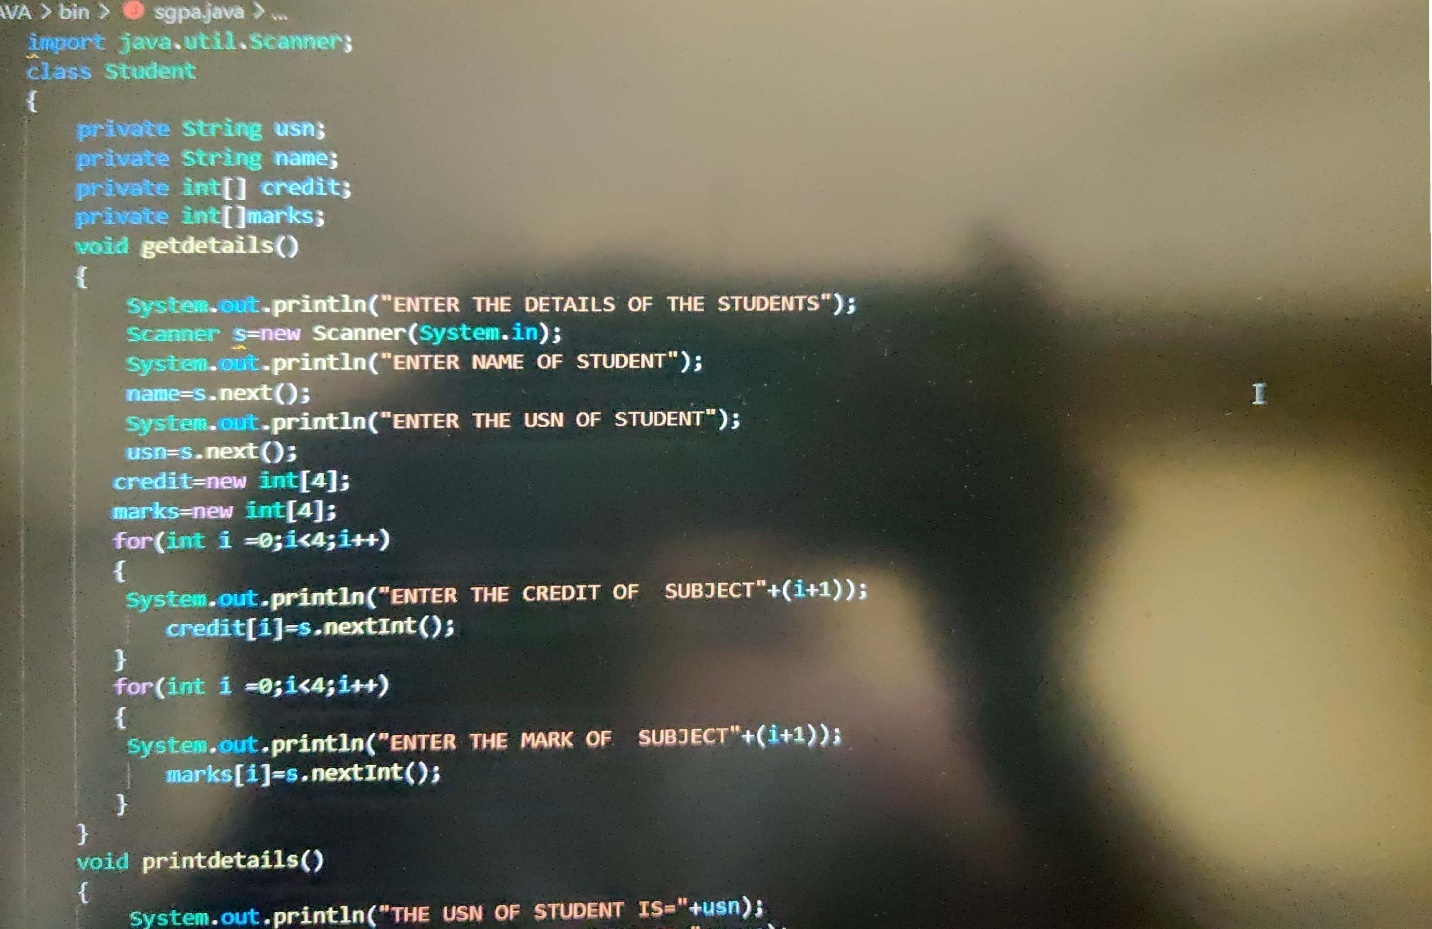 AVA > bin > sgpa.java > ...
import java.util.Scanner;
class Student
{
private String usn;
private String name;
private int[] credit;
private int[]marks;
void getdetails()
{
System.out.println("ENTER THE DETAILS OF THE STUDENTS");
Scanner s=new Scanner(System.in);
System.out.println("ENTER NAME OF STUDENT");
name=s.next();
System.out.println("ENTER THE USN OF STUDENT");
usn=s.next();
credit=new int[4];
marks=new int[4];
for(int i =0;i<4;i++)
{
System.out.println("ENTER THE CREDIT OF  SUBJECT"+(i+1));
credit[i]=s.nextInt();
}
for(int i =0;i<4;i++)
{
System.out.println("ENTER THE MARK OF  SUBJECT"+(i+1));
marks[i]=s.nextInt();
}
}
void printdetails()
{
System.out.println("THE USN OF STUDENT IS="+usn);